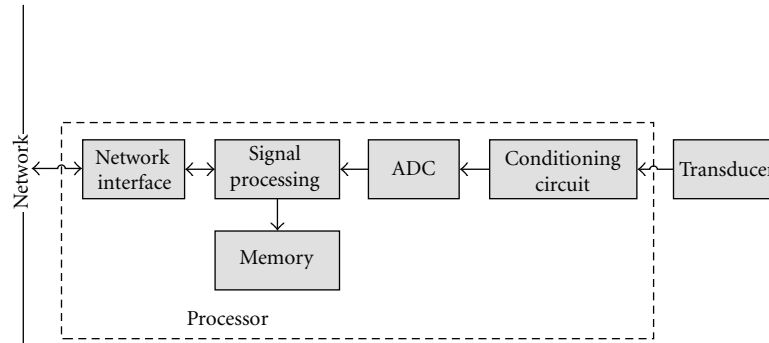 Network
Network
interface
Signal
processing
ADC
Conditioning
circuit
Transducer
Memory
Processor